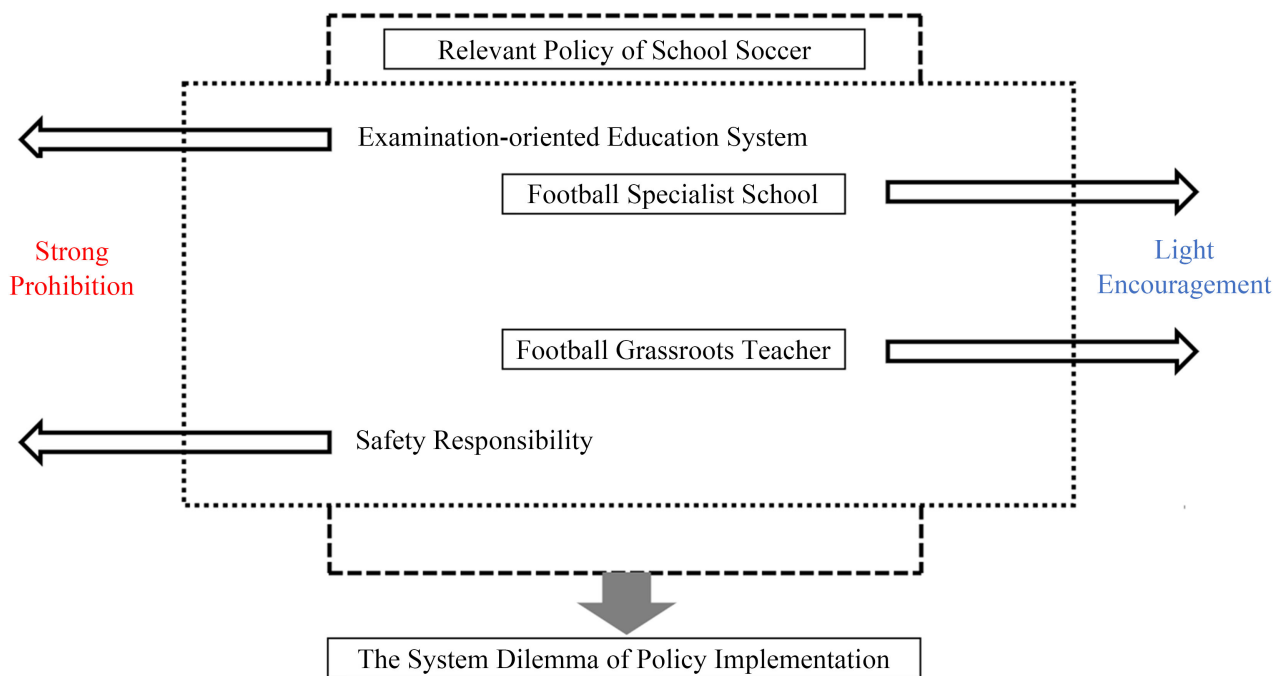 Relevant Policy of School Soccer
Examination-oriented Education System
Football Specialist School
Strong
Prohibition
Light
Encouragement
Football Grassroots Teacher
Safety Responsibility
The System Dilemma of Policy Implementation